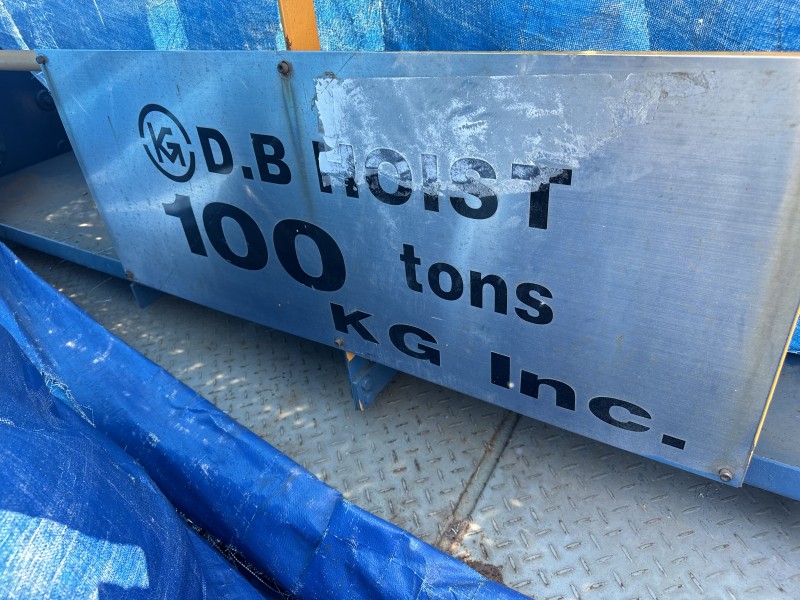 KG D.B HOIST
100 tons
KG Inc.